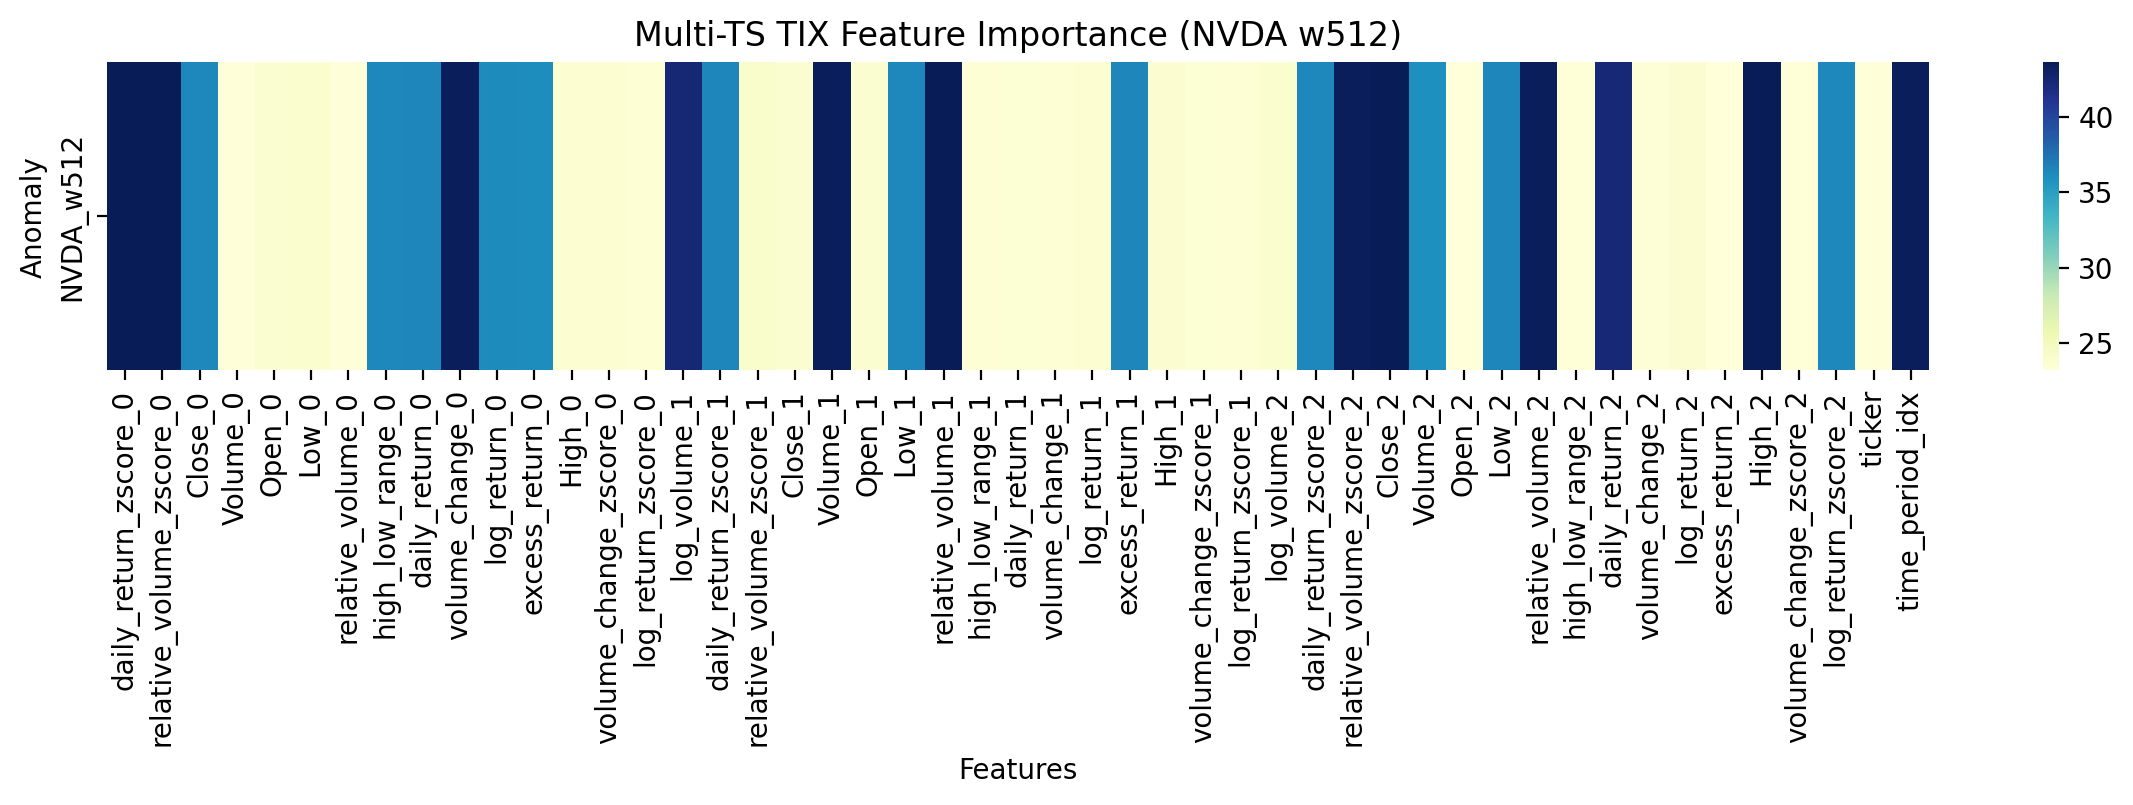 Multi-TS TIX Feature Importance (NVDA w512)
Anomaly
NVDA_w512
40
35
30
25
daily_return_zscore_0
relative_volume_zscore_0
Close_0
Volume_0
Open_0
Low_0
relative_volume_0
high_low_range_0
daily_return_0
volume_change_0
log_return_0
excess_return_0
High_0
volume_change_zscore_0
log_return_zscore_0
log_volume_1
daily_return_zscore_1
relative_volume_zscore_1
Close_1
Volume_1
Open_1
Low_1
relative_volume_1
high_low_range_1
daily_return_1
volume_change_1
log_return_1
excess_return_1
High_1
volume_change_zscore_1
log_return_zscore_1
log_volume_2
daily_return_zscore_2
relative_volume_zscore_2
Close_2
Volume_2
Open_2
Low_2
relative_volume_2
high_low_range_2
daily_return_2
volume_change_2
log_return_2
excess_return_2
High_2
volume_change_zscore_2
log_return_zscore_2
ticker
time_period_idx
Features